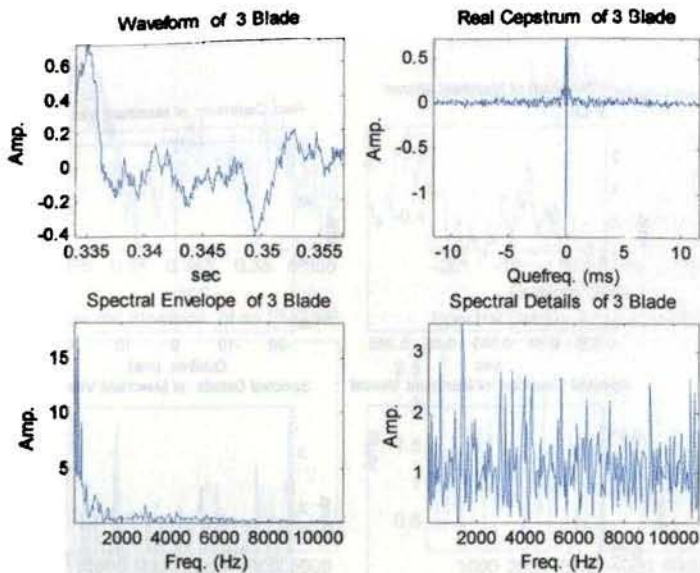 Waveform of 3 Blade
0.6
0.4
0.2
0
-0.2
-0.4
Amp.
0.335
0.34
0.345
0.35
0.355
sec
Real Cepstrum of 3 Blade
0.5
0
-0.5
-1
Amp.
-10
-5
0
5
10
Quefreq. (ms)
Spectral Envelope of 3 Blade
15
10
5
Amp.
2000 4000 6000 8000 10000
Freq. (Hz)
Spectral Details of 3 Blade
3
2
1
Amp.
2000 4000 6000 8000 10000
Freq. (Hz)